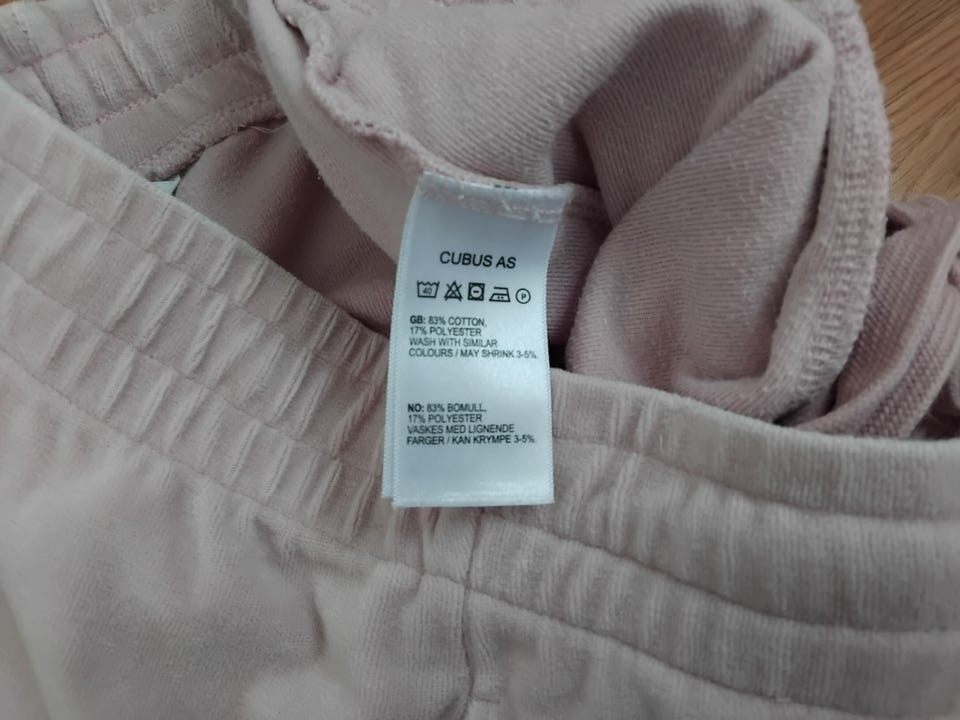 CUBUS AS
40 P
GB: 83% COTTON,
17% POLYESTER
WASH WITH SIMILAR
COLOURS / MAY SHRINK 3-5%.
NO: 83% BOMULL,
17% POLYESTER
VASKES MED LIGNENDE
FARGER / KAN KRYMPE 3-5%.